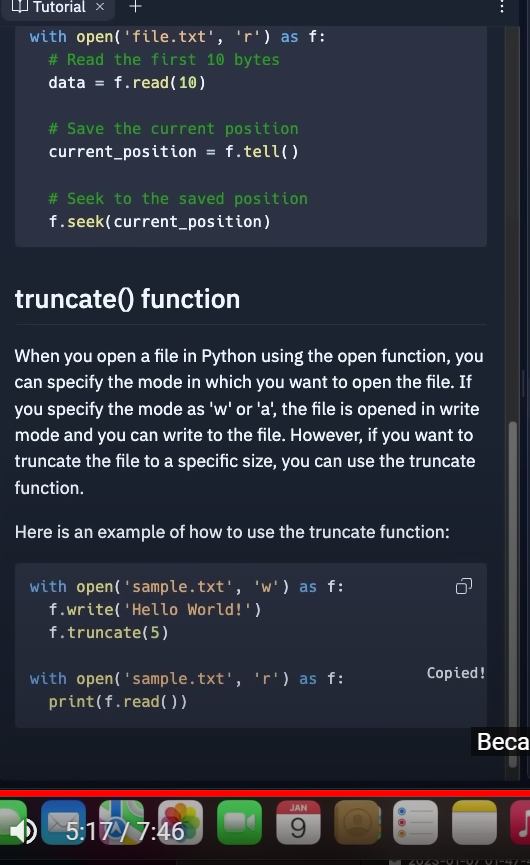 Tutorial
with open('file.txt', 'r') as f:
# Read the first 10 bytes
data = f.read(10)
# Save the current position
current_position = f.tell()
# Seek to the saved position
f.seek(current_position)
truncate() function
When you open a file in Python using the open function, you
can specify the mode in which you want to open the file. If
you specify the mode as 'w' or 'a', the file is opened in write
mode and you can write to the file. However, if you want to
truncate the file to a specific size, you can use the truncate
function.
Here is an example of how to use the truncate function:
with open('sample.txt', 'w') as f:
f.write('Hello World!')
f.truncate(5)
with open('sample.txt', 'r') as f:
Copied!
print(f.read())
Beca
JAN
9
5:17 / 7:46